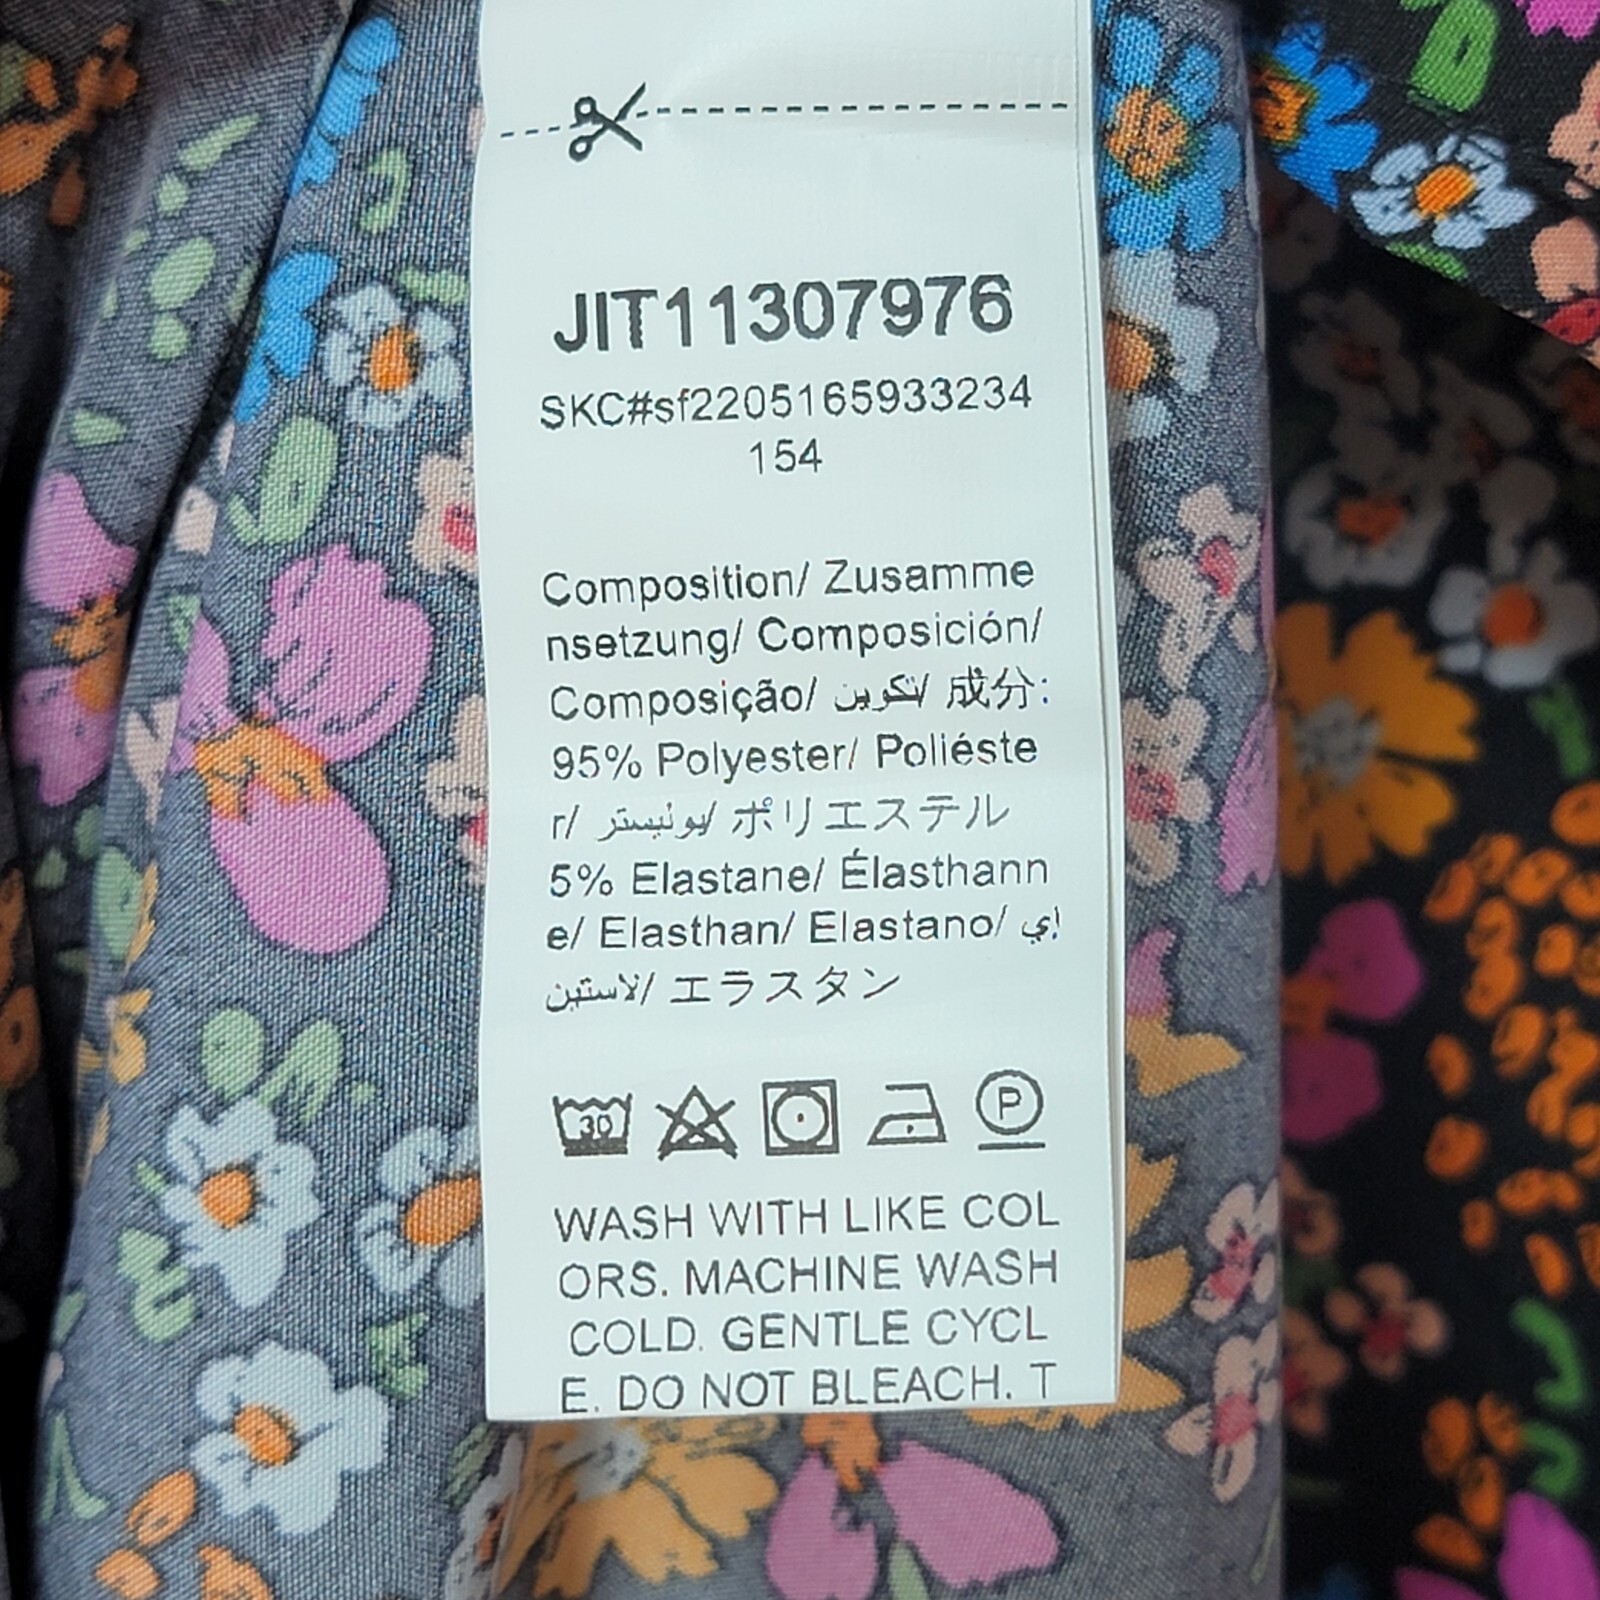 JIT11307976
SKC#sf2205165933234
154
Composition/ Zusamme
nsetzung/ Composición/
Composição/ تكوين/ 成分:
95% Polyester/ Poliéste
r/ بوليستر/ ポリエステル
5% Elastane/ Élasthann
e/ Elasthan/ Elastano/ إي
لاستين/ エラスタン
30 P
WASH WITH LIKE COL
ORS. MACHINE WASH
COLD. GENTLE CYCL
E. DO NOT BLEACH. T